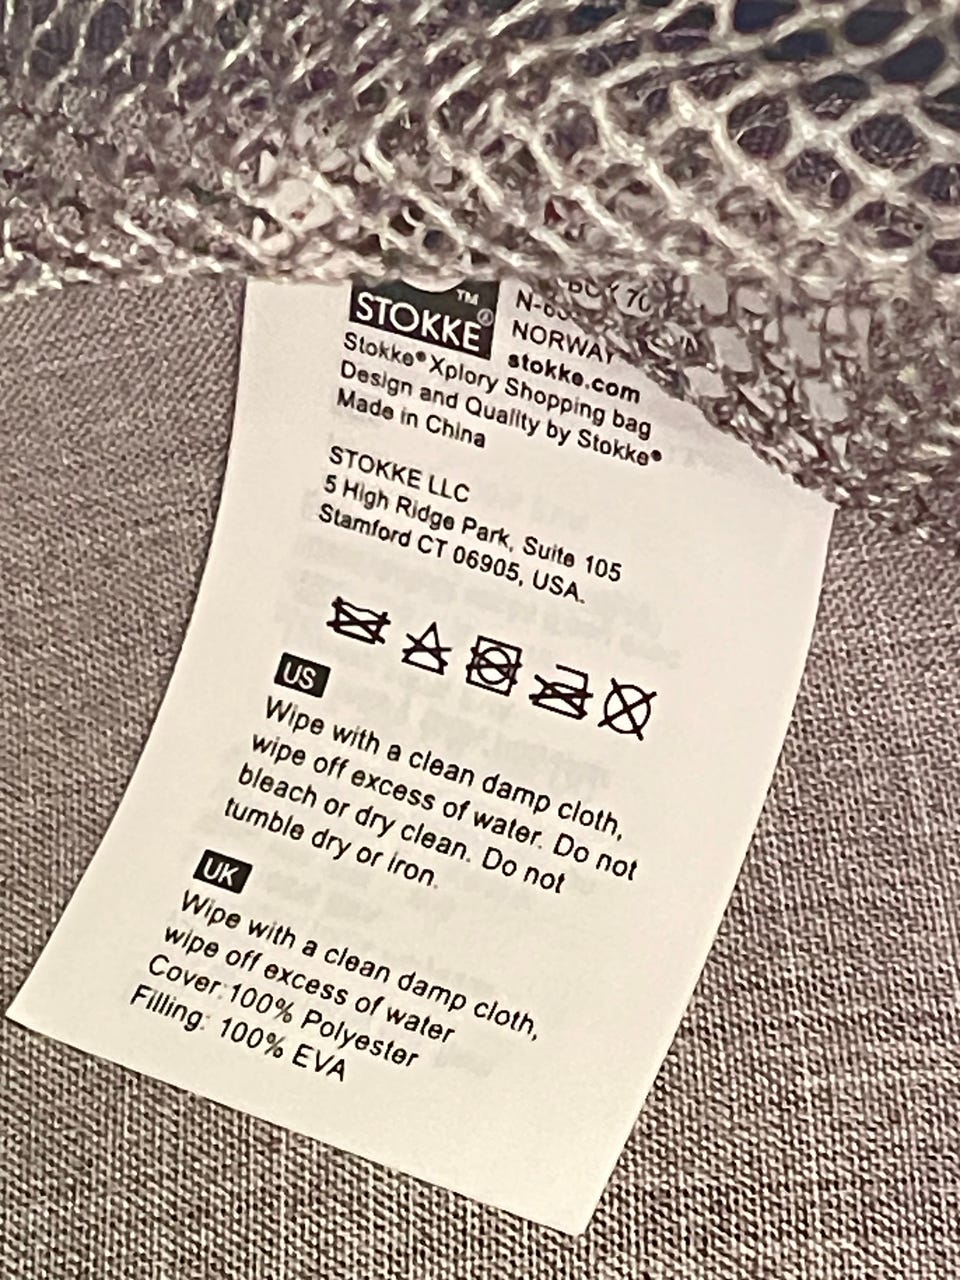 STOKKE
NORWAY
stokke.com
Stokke® Xplory Shopping bag
Design and Quality by Stokke®
Made in China
STOKKE LLC
5 High Ridge Park, Suite 105
Stamford CT 06905, USA.
US
Wipe with a clean damp cloth,
wipe off excess of water. Do not
bleach or dry clean. Do not
tumble dry or iron.
UK
Wipe with a clean damp cloth,
wipe off excess of water
Cover:100% Polyester
Filling: 100% EVA